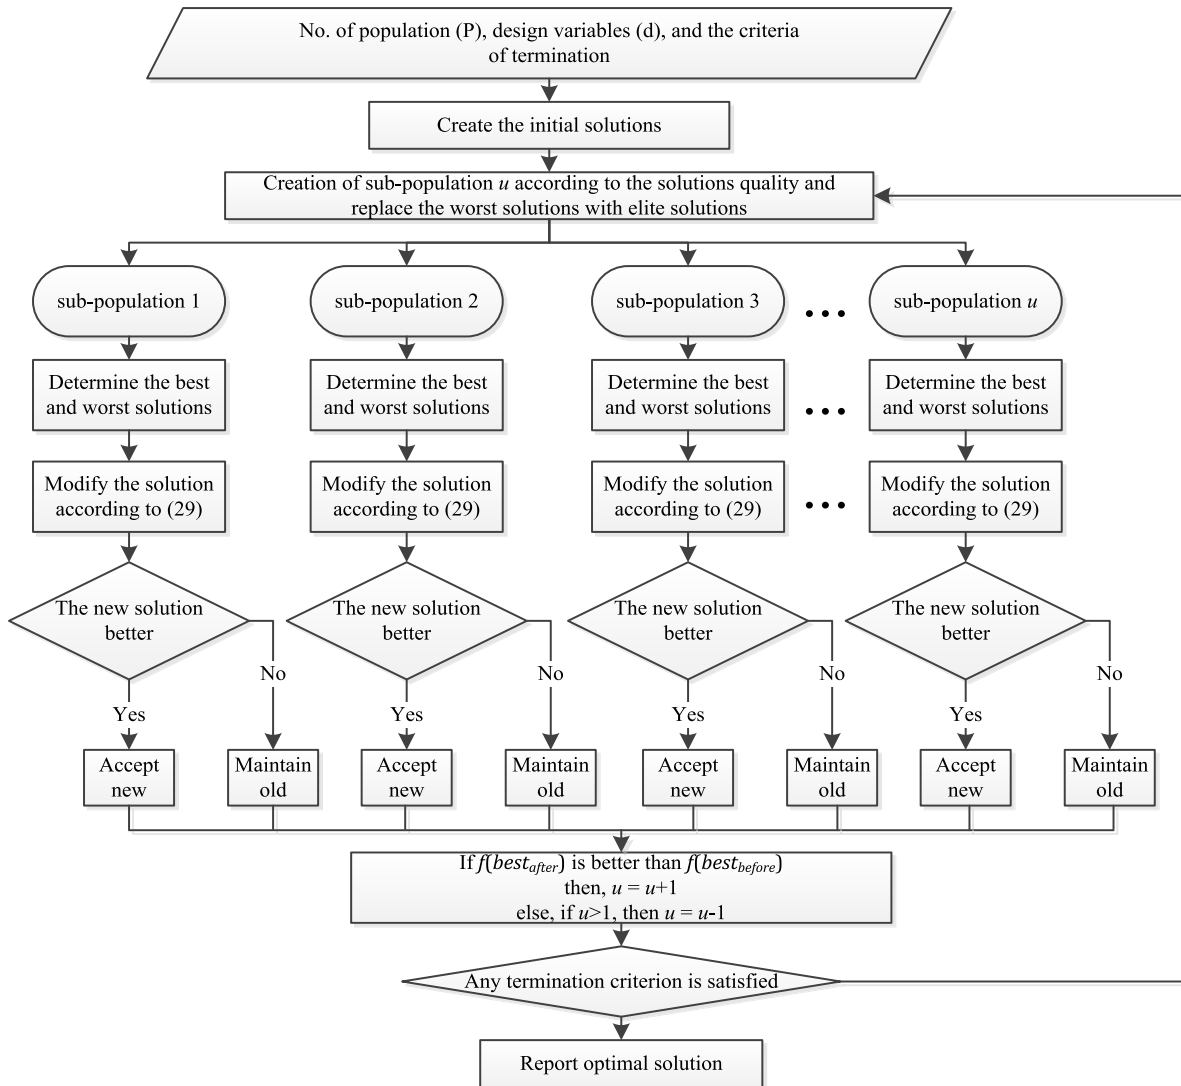 No. of population (P), design variables (d), and the criteria
of termination
Create the initial solutions
Creation of sub-population u according to the solutions quality and
replace the worst solutions with elite solutions
sub-population 1
sub-population 2
sub-population 3
...
sub-population u
Determine the best
and worst solutions
Determine the best
and worst solutions
Determine the best
and worst solutions
...
Determine the best
and worst solutions
Modify the solution
according to (29)
Modify the solution
according to (29)
Modify the solution
according to (29)
...
Modify the solution
according to (29)
The new solution
better
The new solution
better
The new solution
better
The new solution
better
No
No
No
No
Yes
Yes
Yes
Yes
Accept
new
Maintain
old
Accept
new
Maintain
old
Accept
new
Maintain
old
Accept
new
Maintain
old
If f(best_after) is better than f(best_before)
then, u = u+1
else, if u>1, then u = u-1
Any termination criterion is satisfied
Report optimal solution